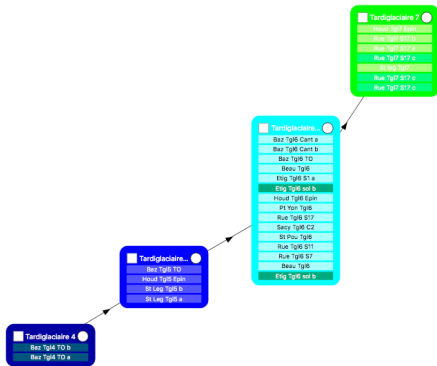 Tardiglaciaire 7
Houd Tgl7 Epin
Rue Tgl7 S11 b
Rue Tgl7 S17 a
Rue Tgl7 S17 c
St leg Tgl7
Rue Tgl7 S17 c
Rue Tgl7 S17 c
Tardiglaciaire...
Baz Tgl6 Cant a
Baz Tgl6 Cant b
Baz Tgl6 TO
Beau Tgl6
Etig Tgl6 S1 a
Etig Tgl6 sol b
Houd Tgl6 Epin
Pt Yon Tgl6
Rue Tgl6 S17
Sacy Tgl6 C2
St Pou Tgl6
Rue Tgl6 S11
Rue Tgl6 S7
Beau Tgl6
Etig Tgl6 sol b
Tardiglaciaire...
Baz Tgl5 TO
Houd Tgl5 Epin
St Leg Tgl5 b
St Leg Tgl5 a
Tardiglaciaire 4
Baz Tgl4 TO b
Baz Tgl4 TO a